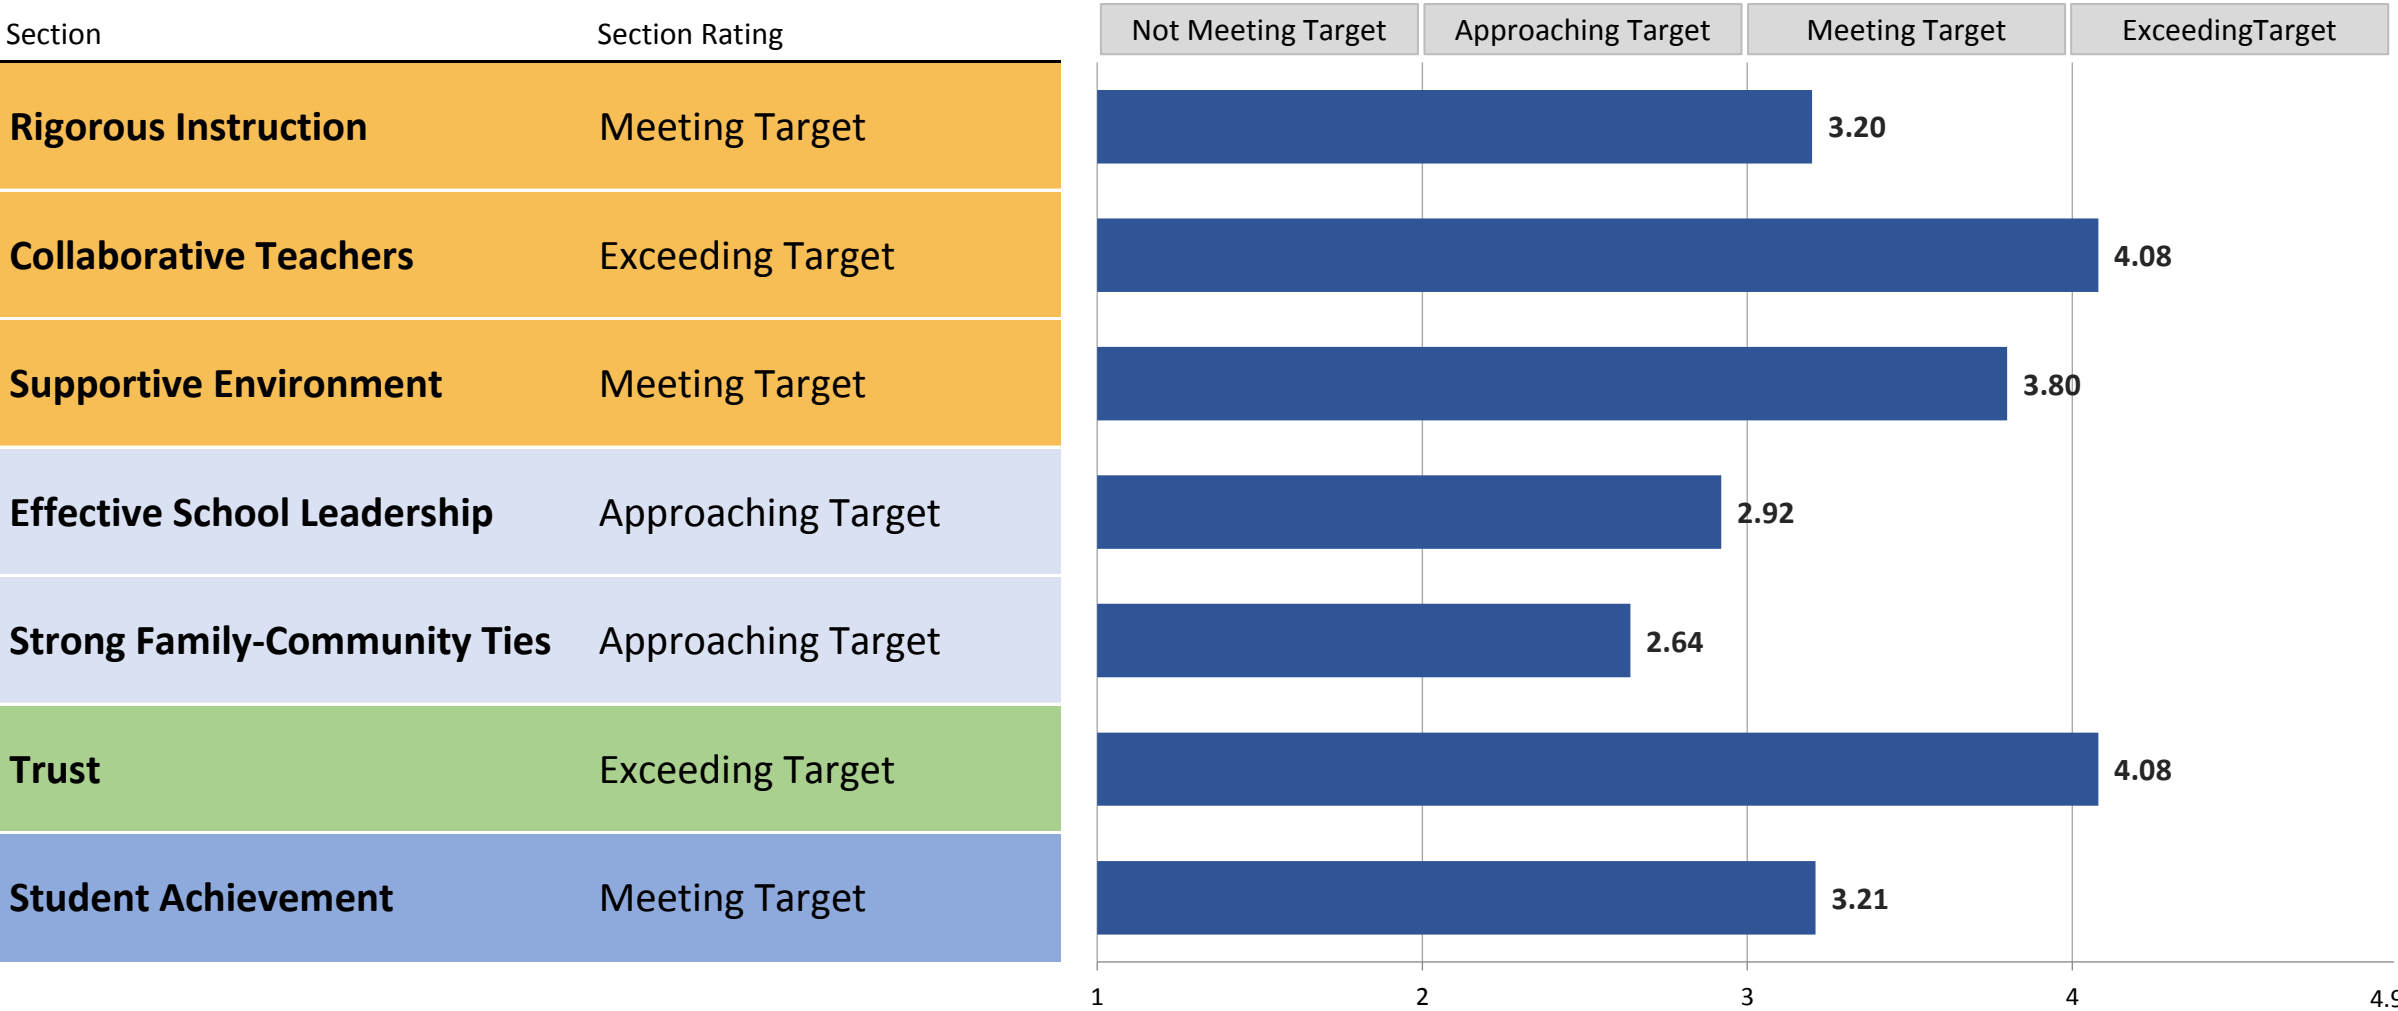 Section Section Rating Not Meeting Target Approaching Target Meeting Target ExceedingTarget
Rigorous Instruction Meeting Target 3.20
Collaborative Teachers Exceeding Target 4.08
Supportive Environment Meeting Target 3.80
Effective School Leadership Approaching Target 2.92
Strong Family-Community Ties Approaching Target 2.64
Trust Exceeding Target 4.08
Student Achievement Meeting Target 3.21
1 2 3 4 4.9